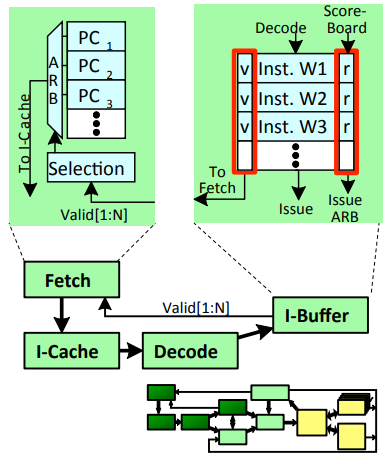 PC 1
PC 2
PC 3
A
R
B
To I-Cache
Selection
Valid[1:N]
Decode
Score-
Board
v Inst. W1 r
v Inst. W2 r
v Inst. W3 r
To
Fetch
Issue
Issue
ARB
Fetch
Valid[1:N]
I-Buffer
I-Cache
Decode